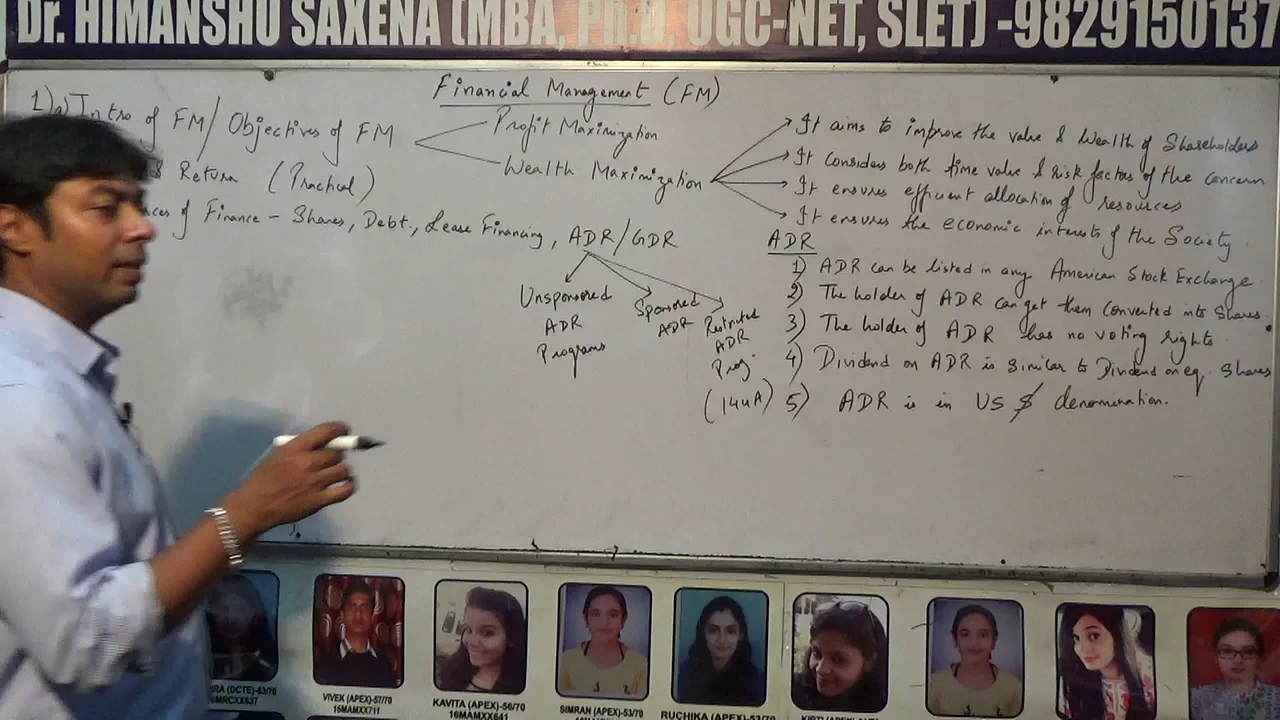 Dr. HIMANSHU SAXENA (MBA, Ph.D, UGC-NET, SLET) -9829150137
Financial Management (FM)
1) a) Intro of FM/ Objectives of FM
Profit Maximization
Wealth Maximization
It aims to improve the value & wealth of Shareholders
It considers both time value & risk factors of the concern
It ensures efficient allocation of resources
It ensures the economic interests of the Society.
& Return (Practical)
of Finance - Shares, Debt., Lease Financing, ADR/GDR
Unsponsored ADR Programs
Sponsored ADR
Restricted ADR Prog.
(144A)
ADR
1) ADR can be listed in any American Stock Exchange.
2) The holder of ADR can get them converted into Shares.
3) The holder of ADR has no voting rights.
4) Dividend on ADR is similar to Dividend on eq. Shares
5) ADR is in US $ denomination.
(DCTE)-63/70
VIVEK (APEX)-57/70
16MAMXX711
KAVITA (APEX)-56/70
16MAMXX641
SIMRAN (APEX)-53/70
RUCHIKA (APEX)-53/70